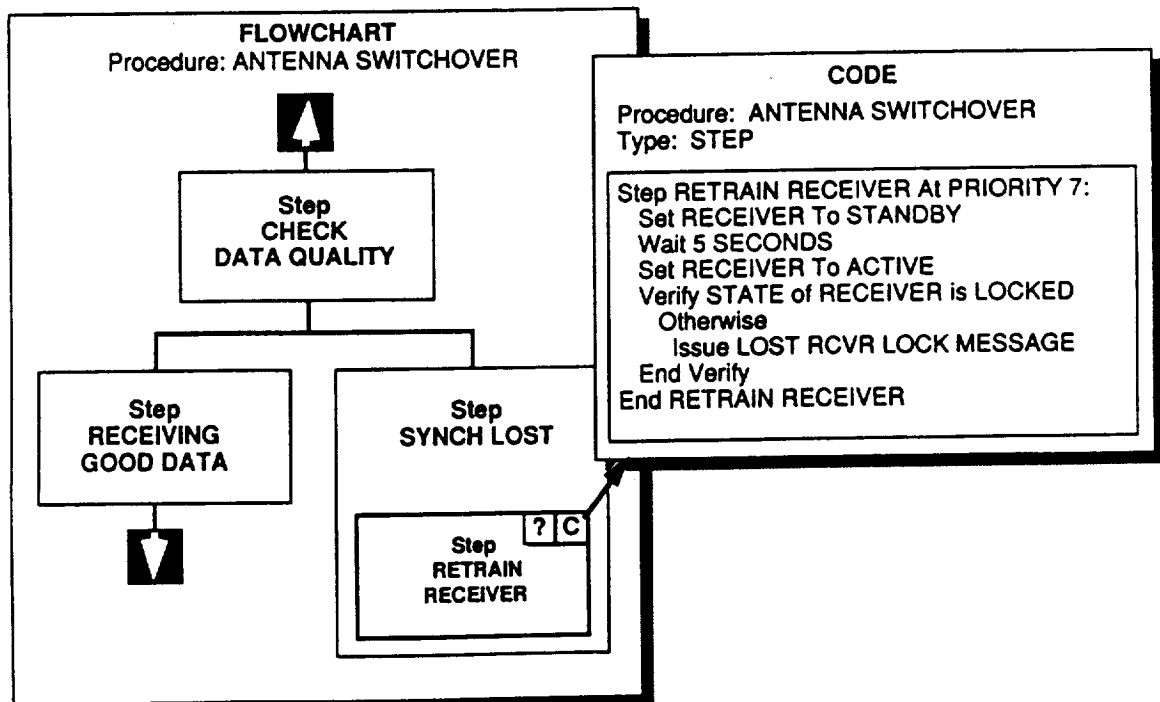 FLOWCHART
Procedure: ANTENNA SWITCHOVER
Step
CHECK
DATA QUALITY
Step
RECEIVING
GOOD DATA
Step
SYNCH LOST
? C
Step
RETRAIN
RECEIVER
CODE
Procedure: ANTENNA SWITCHOVER
Type: STEP
Step RETRAIN RECEIVER At PRIORITY 7:
Set RECEIVER To STANDBY
Wait 5 SECONDS
Set RECEIVER To ACTIVE
Verify STATE of RECEIVER is LOCKED
Otherwise
Issue LOST RCVR LOCK MESSAGE
End Verify
End RETRAIN RECEIVER